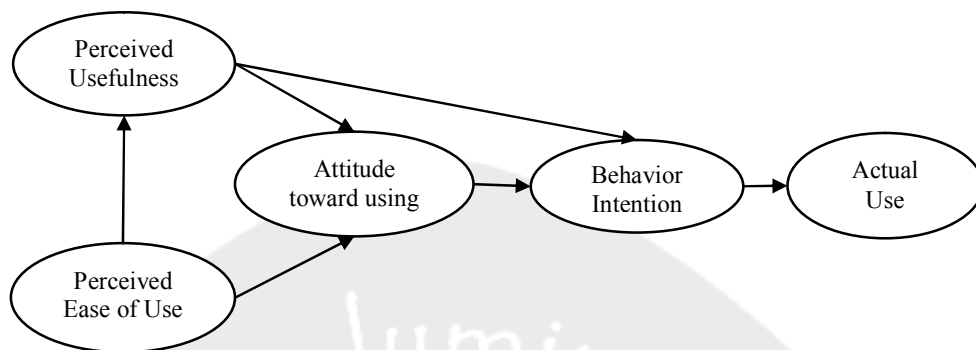 Perceived
Usefulness
Attitude
toward using
Behavior
Intention
Actual
Use
Perceived
Ease of Use